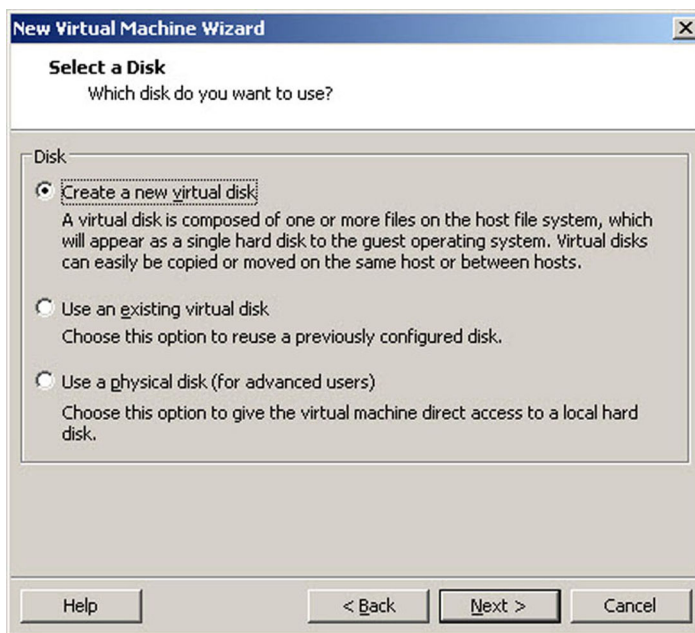 New Virtual Machine Wizard
Select a Disk
Which disk do you want to use?
Disk
Create a new virtual disk
A virtual disk is composed of one or more files on the host file system, which
will appear as a single hard disk to the guest operating system. Virtual disks
can easily be copied or moved on the same host or between hosts.
Use an existing virtual disk
Choose this option to reuse a previously configured disk.
Use a physical disk (for advanced users)
Choose this option to give the virtual machine direct access to a local hard
disk.
Help
< Back
Next >
Cancel